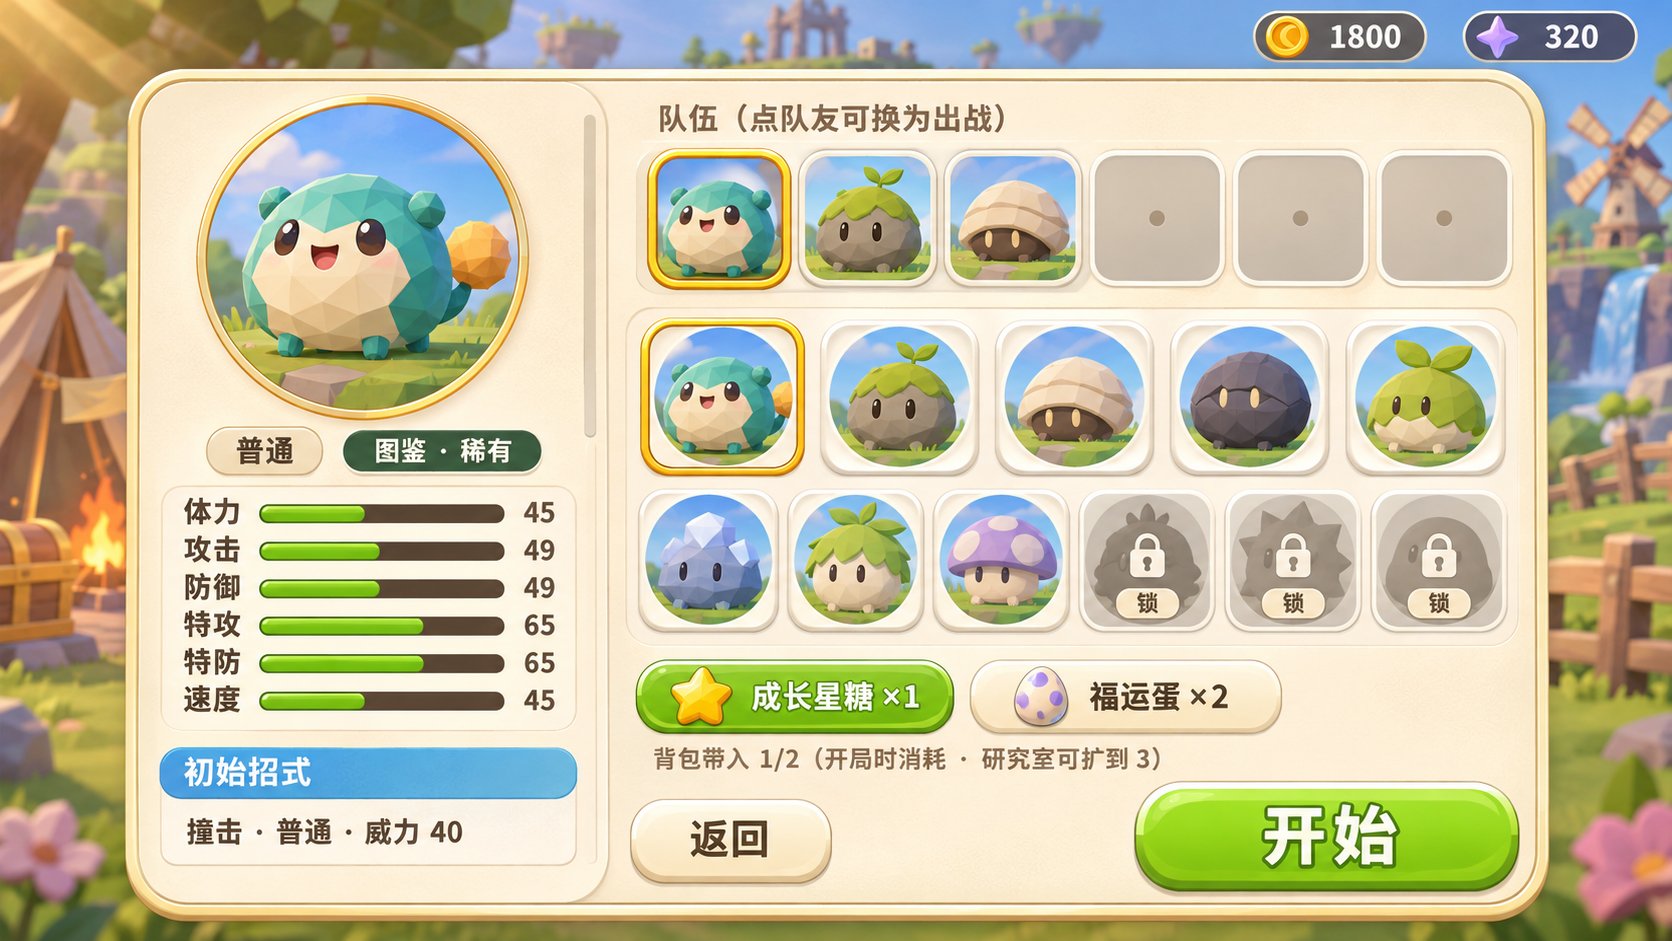 1800
320
队伍（点队友可换为出战）
普通
图鉴 · 稀有
体力 45
攻击 49
防御 49
特攻 65
特防 65
速度 45
初始招式
撞击 · 普通 · 威力 40
锁
锁
锁
成长星糖 ×1
福运蛋 ×2
背包带入 1/2（开局时消耗 · 研究室可扩到 3）
返回
开始